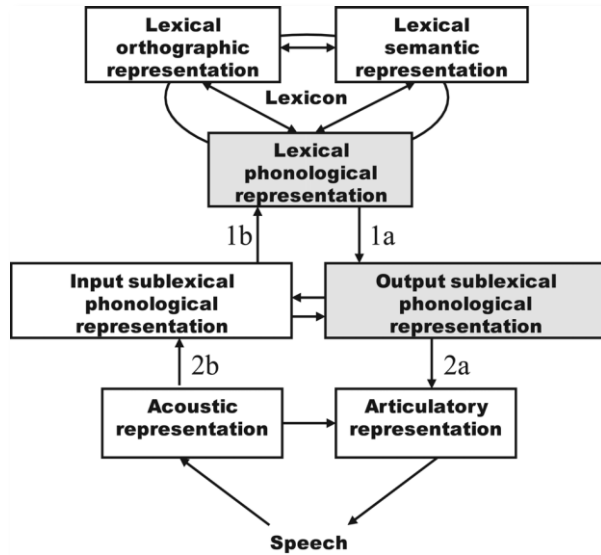 Lexical
orthographic
representation
Lexical
semantic
representation
Lexicon
Lexical
phonological
representation
1b
1a
Input sublexical
phonological
representation
Output sublexical
phonological
representation
2b
2a
Acoustic
representation
Articulatory
representation
Speech